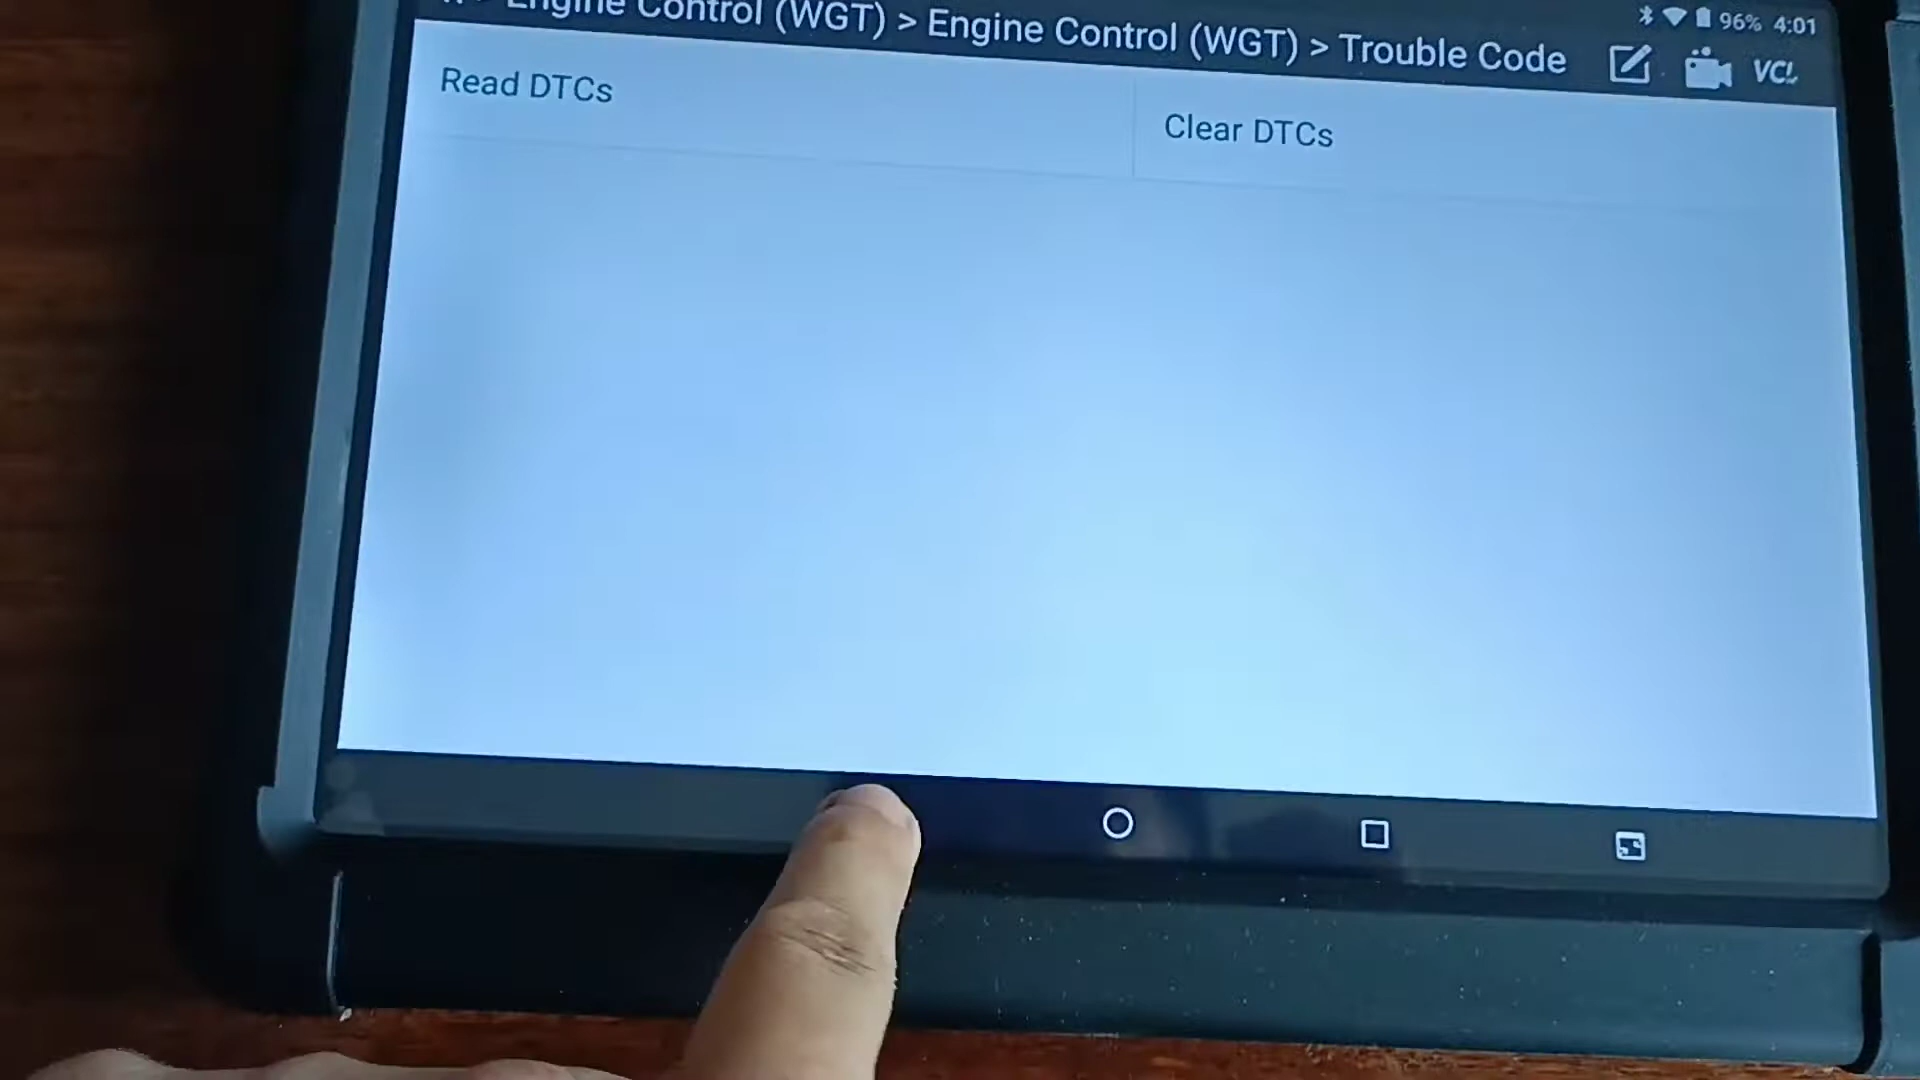 Engine Control (WGT) > Engine Control (WGT) > Trouble Code
96% 4:01
VCI
Read DTCs
Clear DTCs